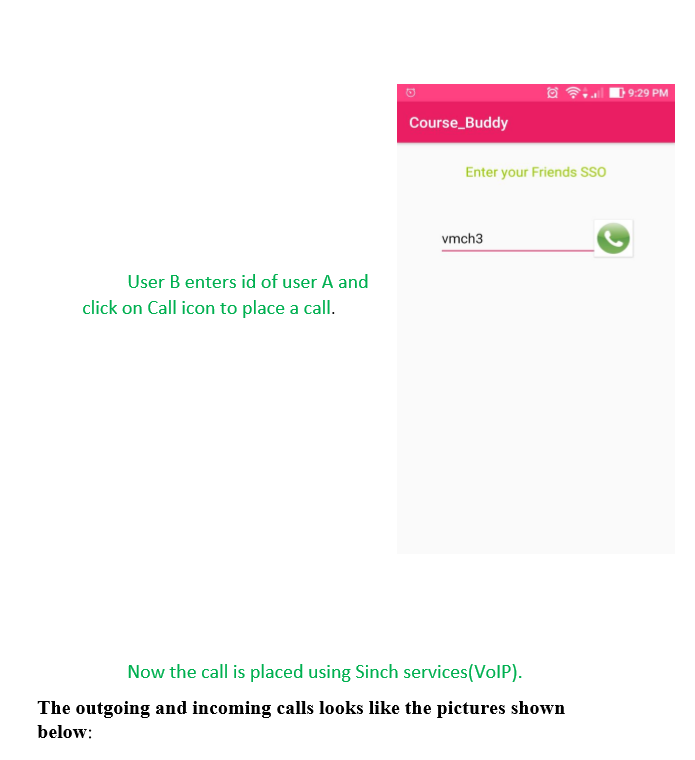 9:29 PM
Course_Buddy
Enter your Friends SSO
vmch3
User B enters id of user A and
click on Call icon to place a call.
Now the call is placed using Sinch services(VoIP).
The outgoing and incoming calls looks like the pictures shown
below: